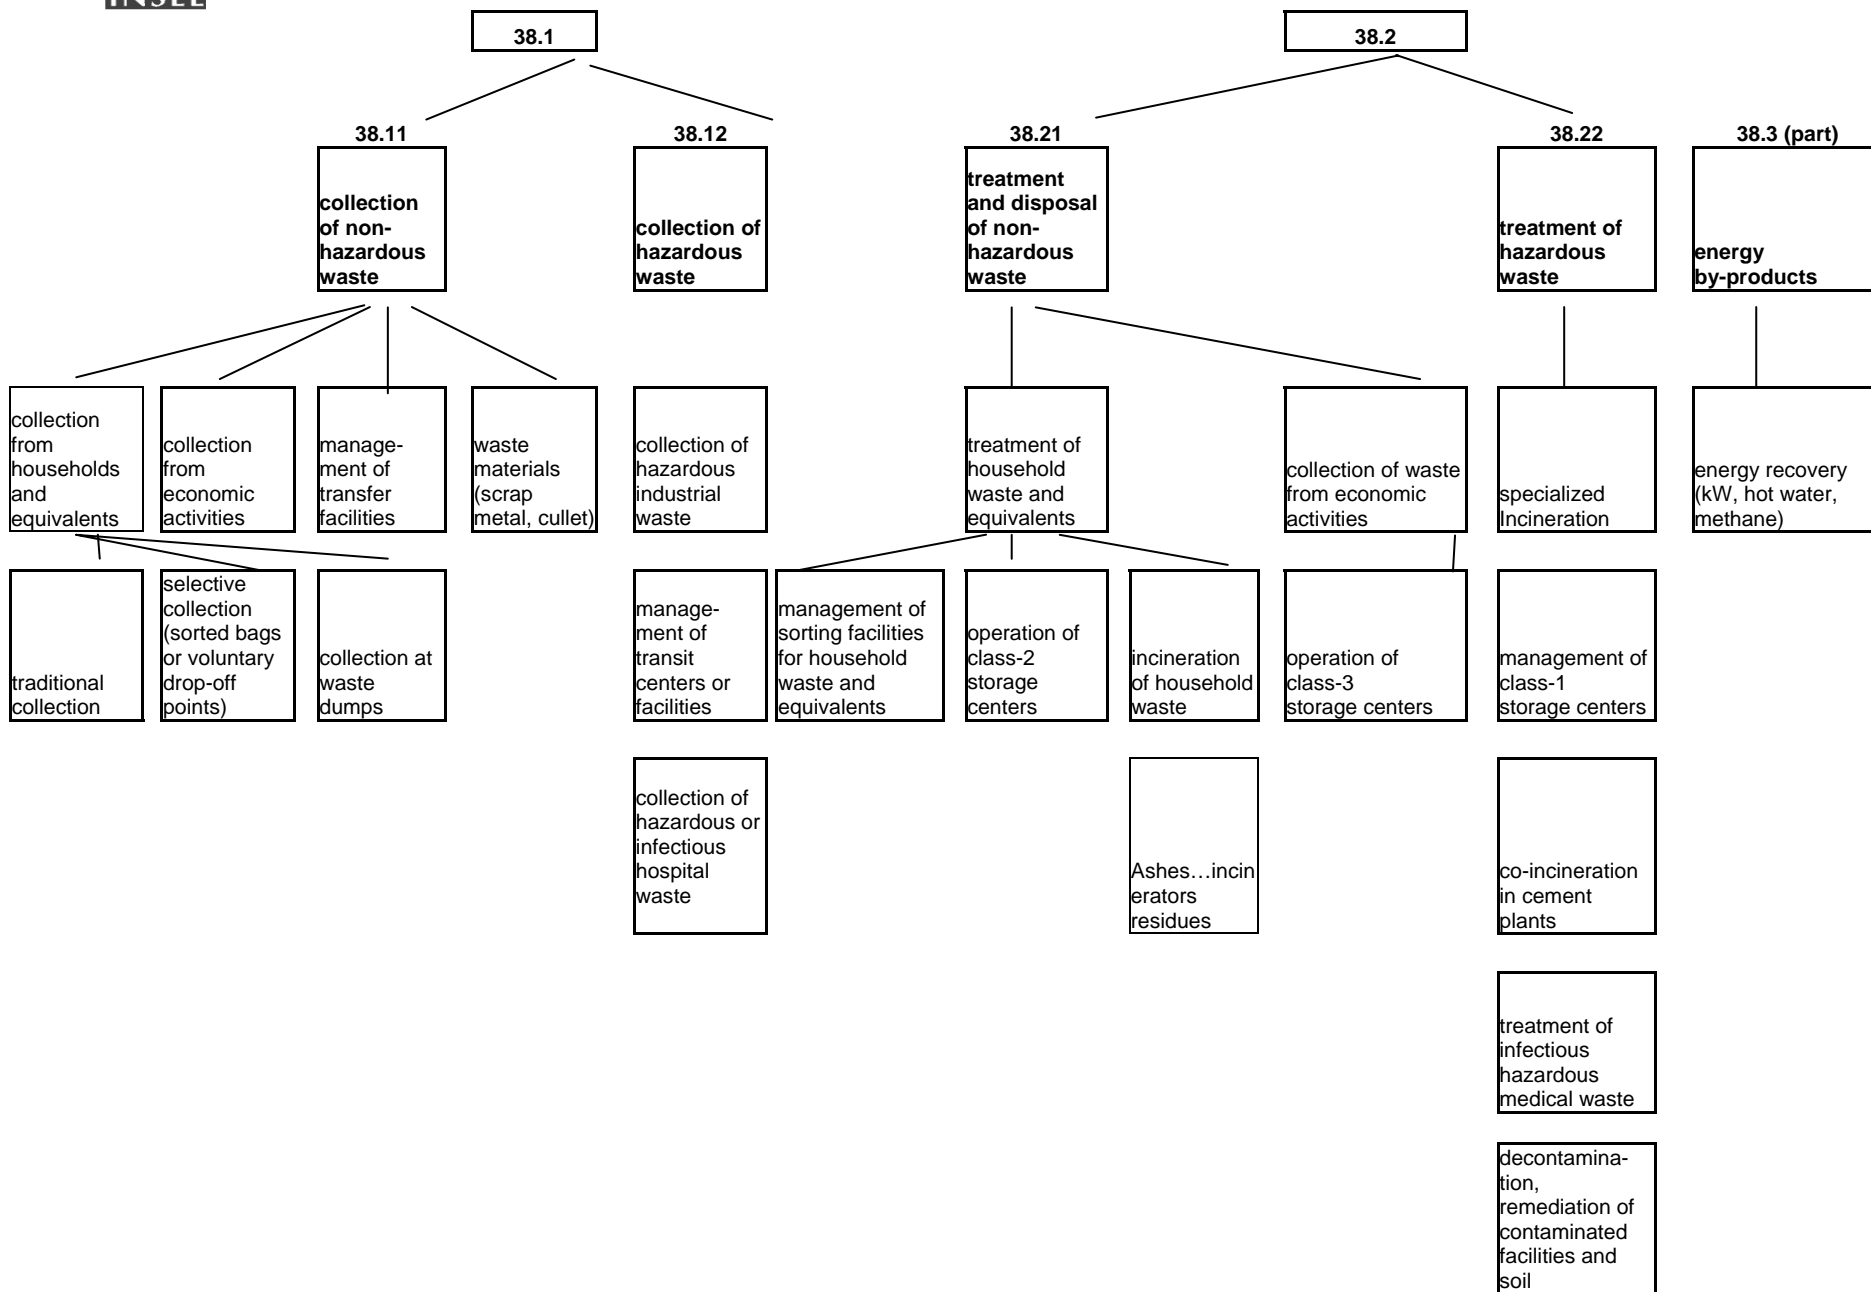 INSEE
38.1
38.2
38.11
38.12
38.21
38.22
38.3 (part)
collection
of non-
hazardous
waste
collection of
hazardous
waste
treatment
and disposal
of non-
hazardous
waste
treatment of
hazardous
waste
energy
by-products
collection
from
households
and
equivalents
collection
from
economic
activities
manage-
ment of
transfer
facilities
waste
materials
(scrap
metal, cullet)
collection of
hazardous
industrial
waste
treatment of
household
waste and
equivalents
collection of waste
from economic
activities
specialized
Incineration
energy recovery
(kW, hot water,
methane)
traditional
collection
selective
collection
(sorted bags
or voluntary
drop-off
points)
collection at
waste
dumps
manage-
ment of
transit
centers or
facilities
management of
sorting facilities
for household
waste and
equivalents
operation of
class-2
storage
centers
incineration
of household
waste
operation of
class-3
storage centers
management of
class-1
storage centers
collection of
hazardous or
infectious
hospital
waste
Ashes…incin
erators
residues
co-incineration
in cement
plants
treatment of
infectious
hazardous
medical waste
decontamina-
tion,
remediation of
contaminated
facilities and
soil